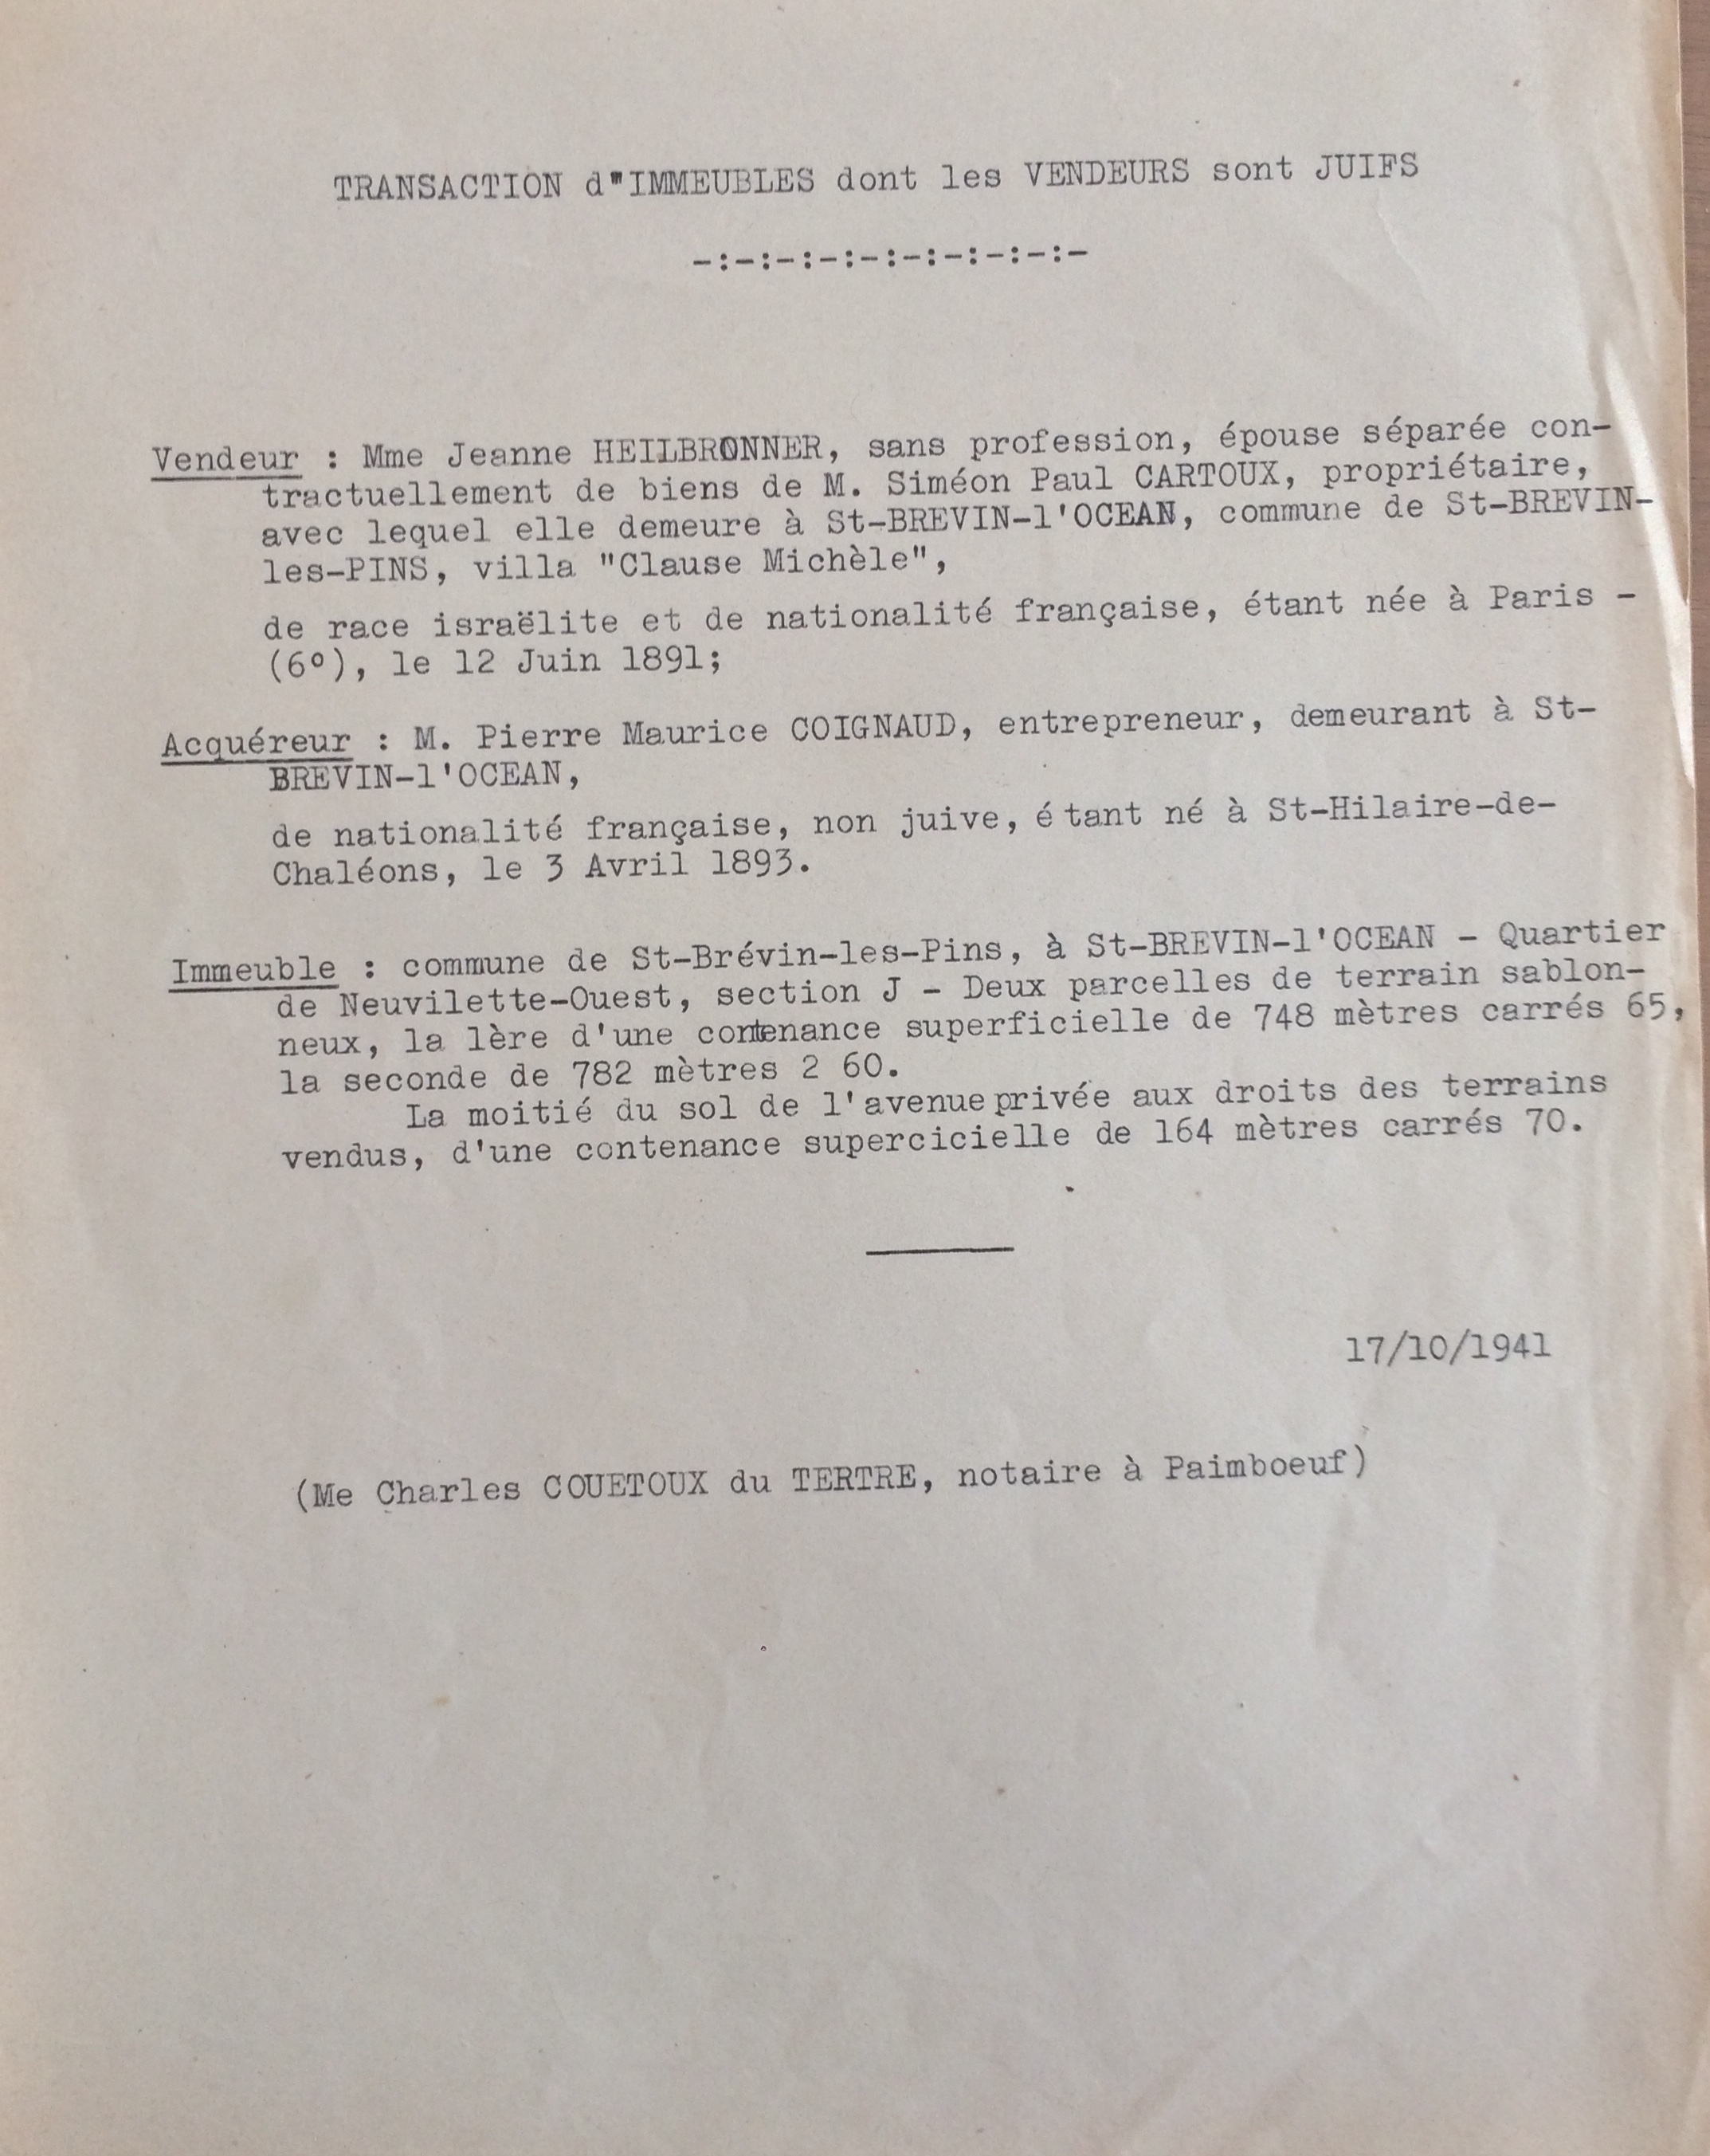 TRANSACTION d"IMMEUBLES dont les VENDEURS sont JUIFS
-:-:-:-:-:-:-:-:-:-
Vendeur : Mme Jeanne HEILBRONNER, sans profession, épouse séparée con-
tractuellement de biens de M. Siméon Paul CARTOUX, propriétaire,
avec lequel elle demeure à St-BREVIN-l'OCEAN, commune de St-BREVIN-
les-PINS, villa "Clause Michèle",
de race israëlite et de nationalité française, étant née à Paris -
(6°), le 12 Juin 1891;
Acquéreur : M. Pierre Maurice COIGNAUD, entrepreneur, demeurant à St-
BREVIN-l'OCEAN,
de nationalité française, non juive, étant né à St-Hilaire-de-
Chaléons, le 3 Avril 1893.
Immeuble : commune de St-Brévin-les-Pins, à St-BREVIN-l'OCEAN - Quartier
de Neuvilette-Ouest, section J - Deux parcelles de terrain sablon-
neux, la lère d'une contenance superficielle de 748 mètres carrés 65,
la seconde de 782 mètres 2 60.
La moitié du sol de l'avenue privée aux droits des terrains
vendus, d'une contenance supercicielle de 164 mètres carrés 70.
17/10/1941
(Me Charles COUETOUX du TERTRE, notaire à Paimboeuf)